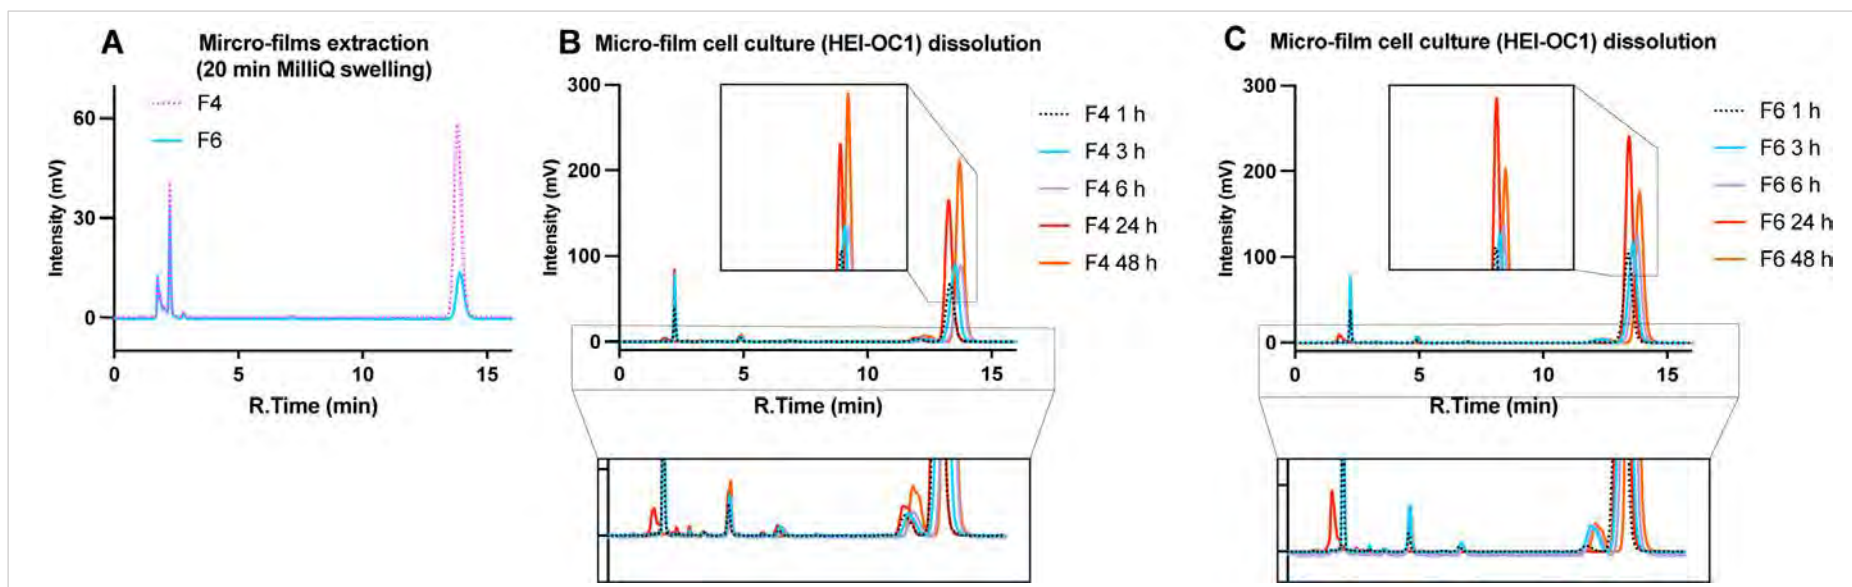 A
Mircro-films extraction
(20 min MilliQ swelling)
F4
F6
Intensity (mV)
60
30
0
0
5
10
15
R.Time (min)
B
Micro-film cell culture (HEI-OC1) dissolution
F4 1 h
F4 3 h
F4 6 h
F4 24 h
F4 48 h
Intensity (mV)
300
200
100
0
0
5
10
15
R.Time (min)
C
Micro-film cell culture (HEI-OC1) dissolution
F6 1 h
F6 3 h
F6 6 h
F6 24 h
F6 48 h
Intensity (mV)
300
200
100
0
0
5
10
15
R.Time (min)